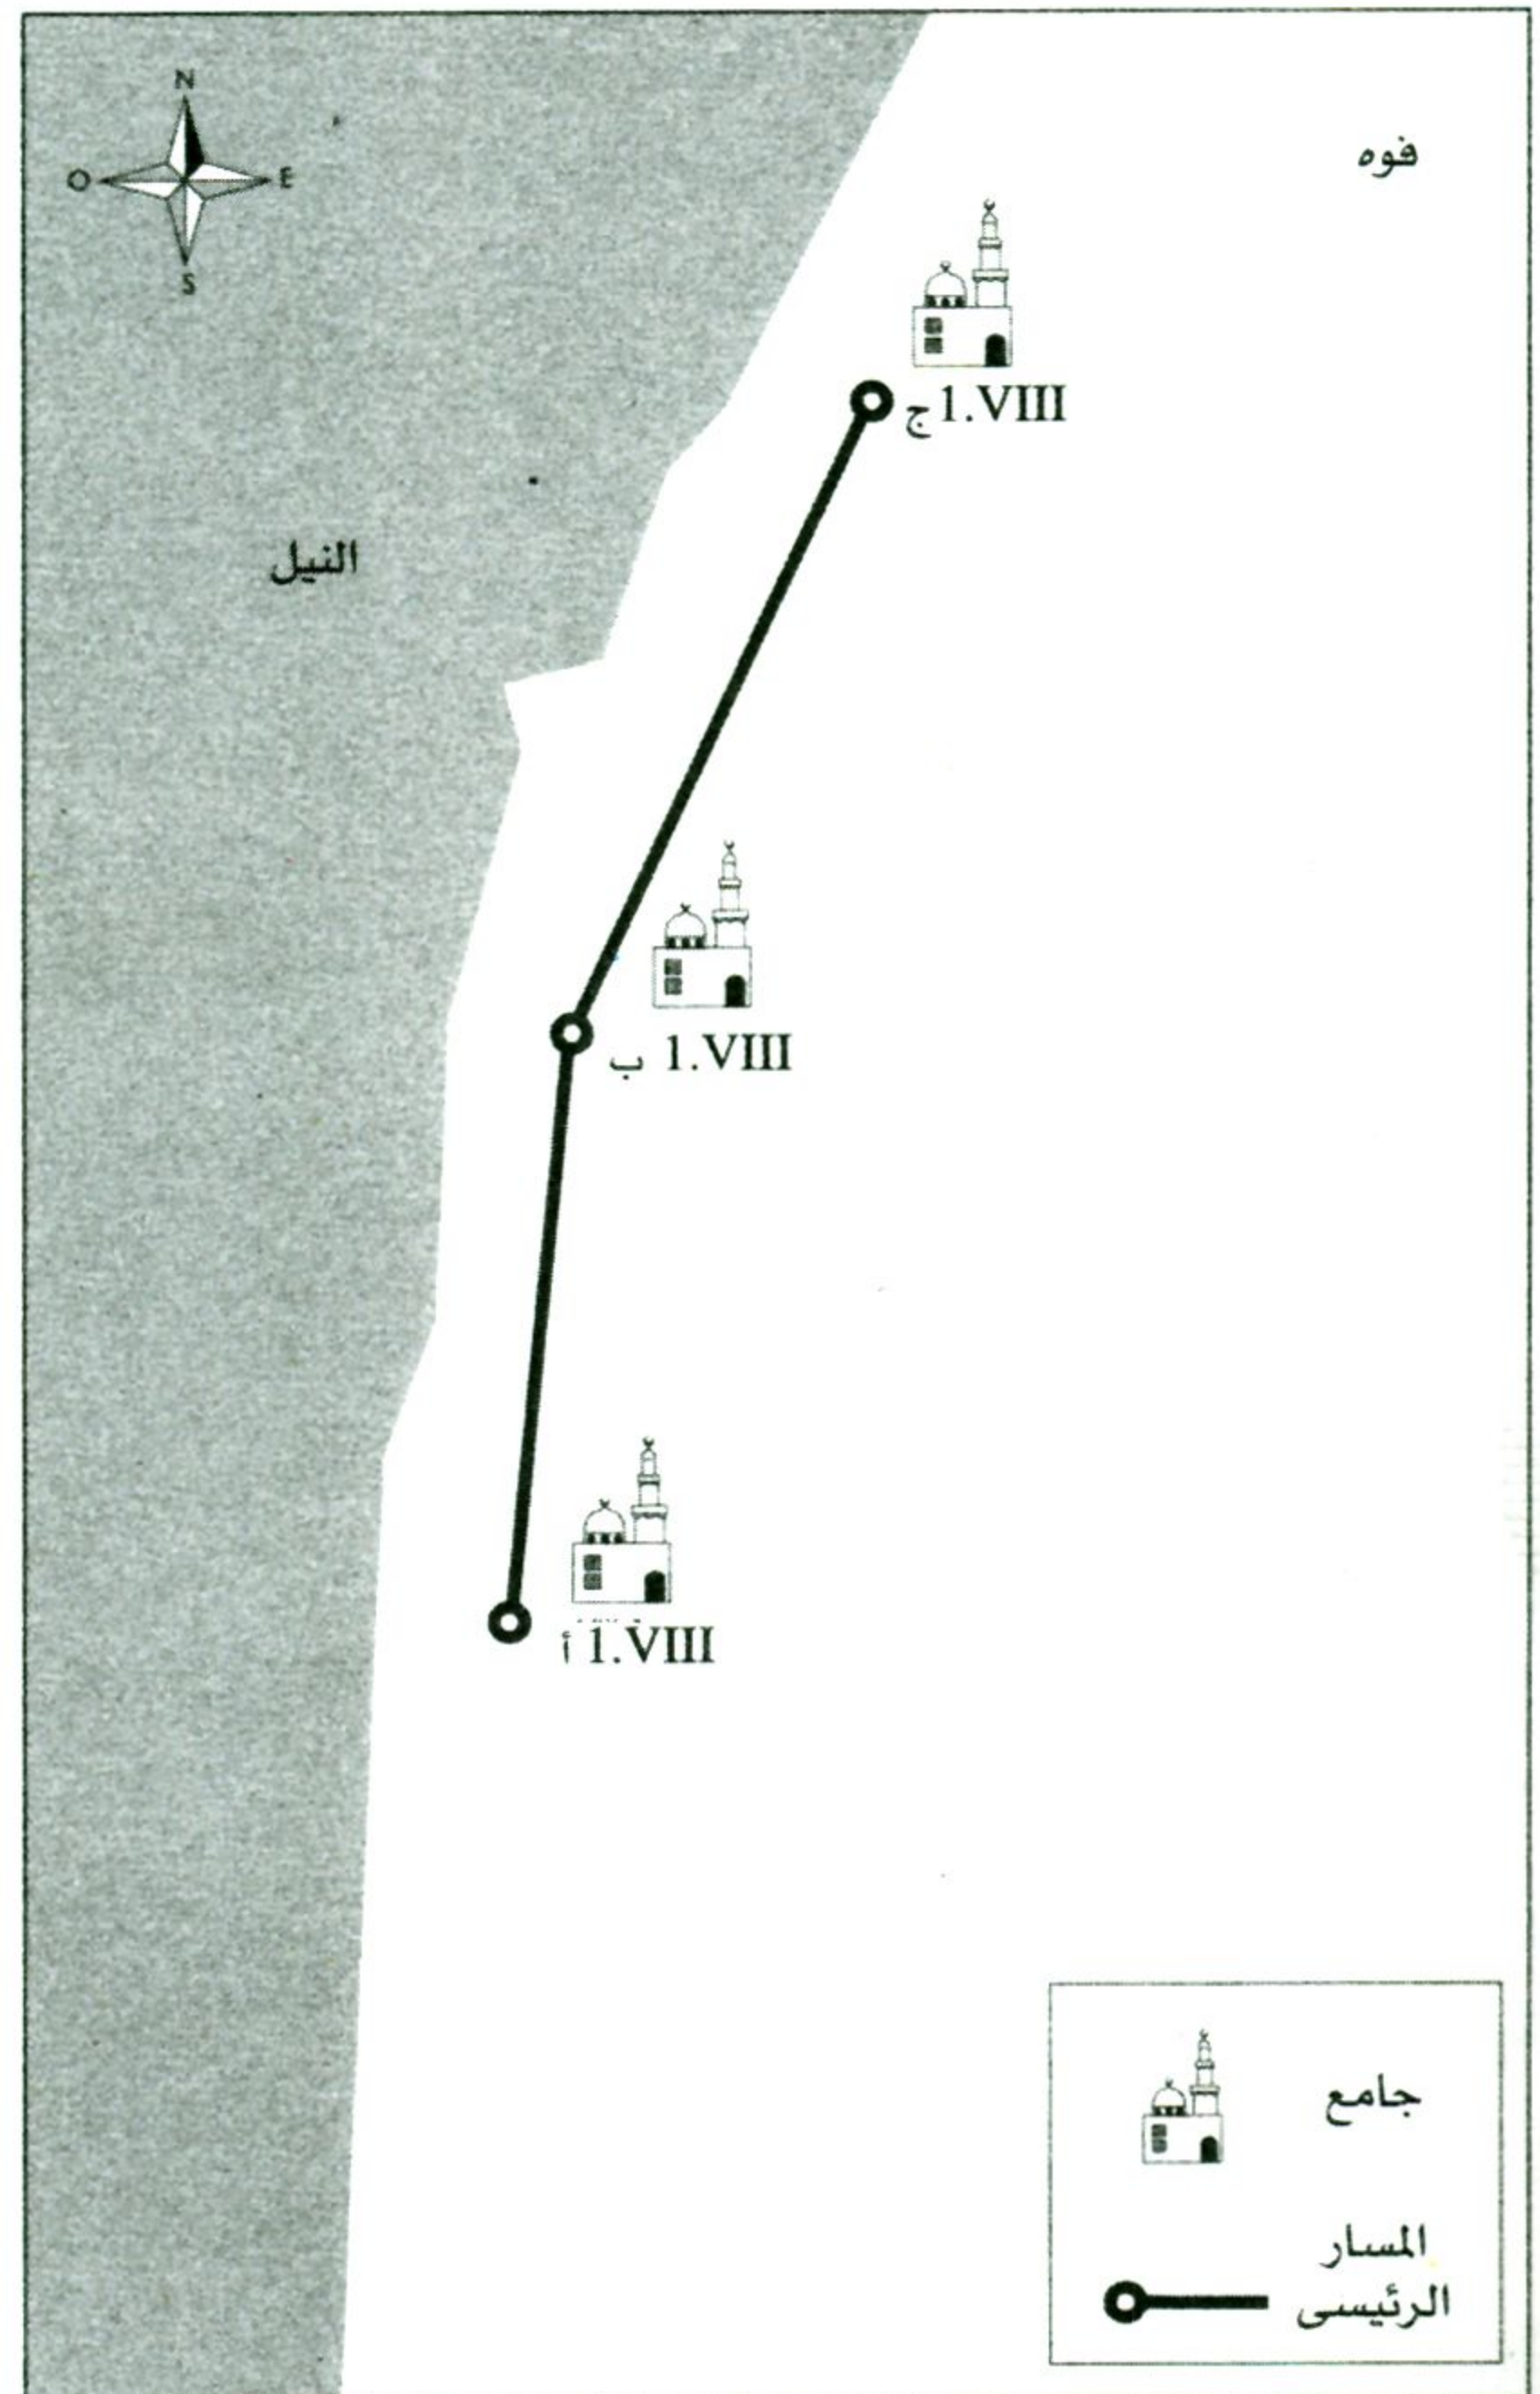 N
O
E
S
فوه
ج 1.VIII
النيل
ب 1.VIII
أ 1.VIII
جامع
المسار
الرئيسى